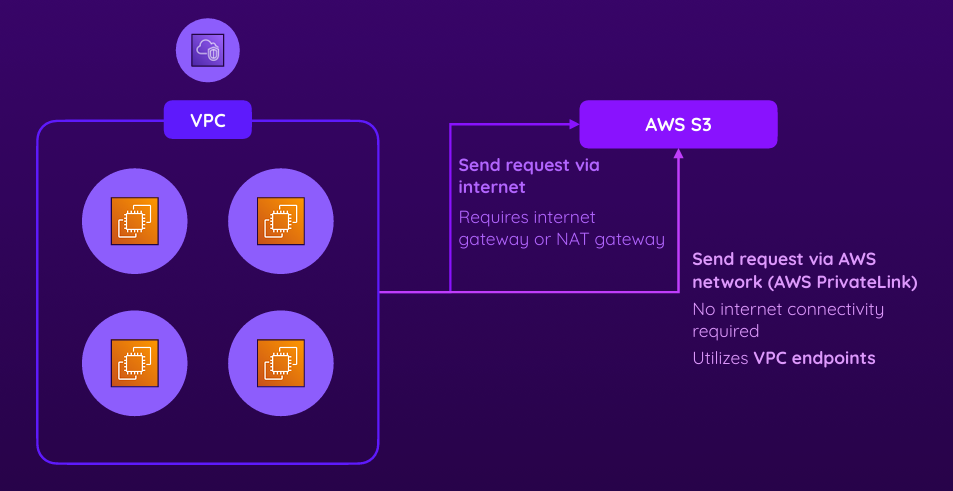 VPC
AWS S3
Send request via
internet
Requires internet
gateway or NAT gateway
Send request via AWS
network (AWS PrivateLink)
No internet connectivity
required
Utilizes VPC endpoints